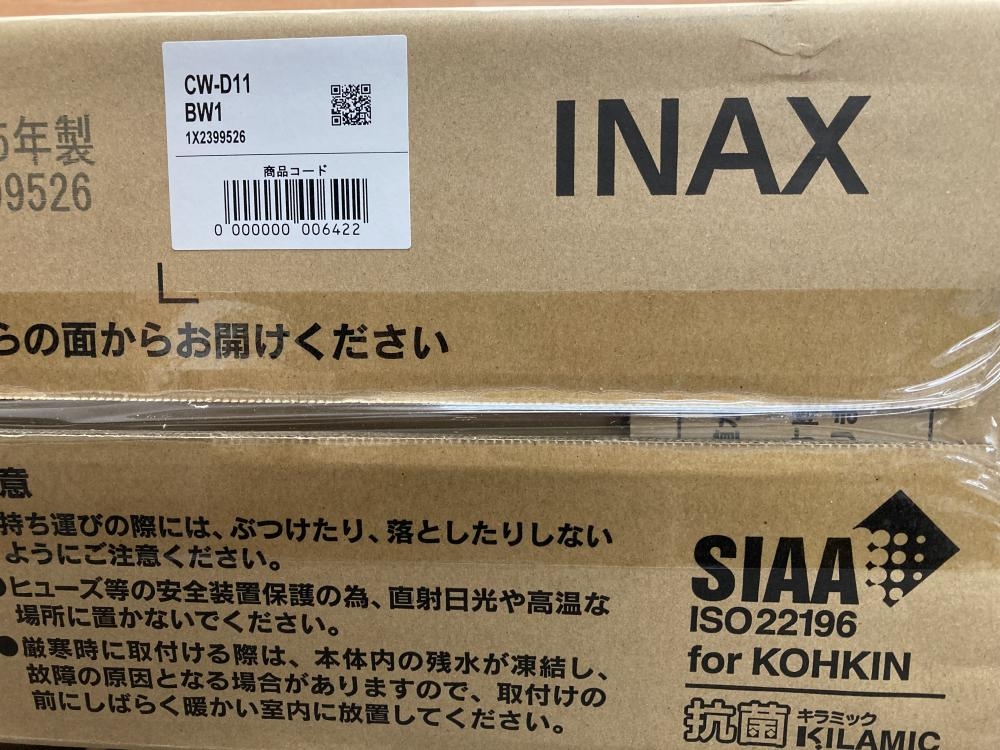 CW-D11
BW1
1X2399526
商品コード
0 000000 006422
5年製
99526
INAX
らの面からお開けください
意
持ち運びの際には、ぶつけたり、落としたりしない
ようにご注意ください。
●ヒューズ等の安全装置保護の為、直射日光や高温な
場所に置かないでください。
●厳寒時に取付ける際は、本体内の残水が凍結し、
故障の原因となる場合がありますので、取付けの
前にしばらく暖かい室内に放置してください。
SIAA
ISO22196
for KOHKIN
抗菌 キラミック
KILAMIC